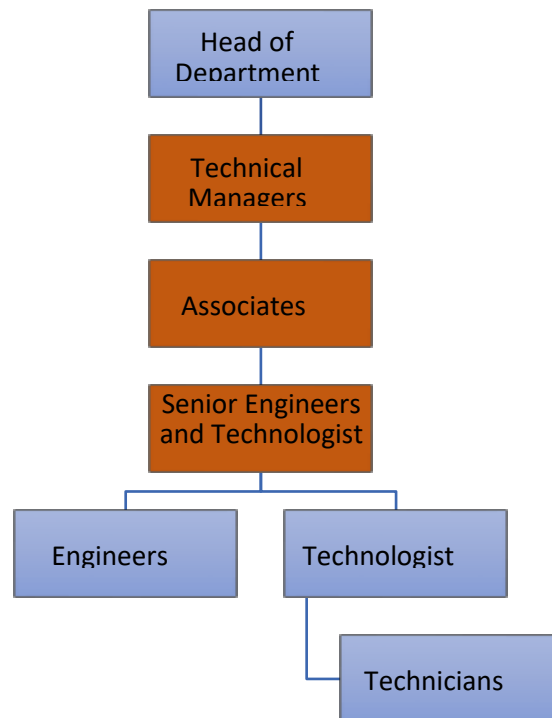 Head of
Department
Technical
Managers
Associates
Senior Engineers
and Technologist
Engineers
Technologist
Technicians